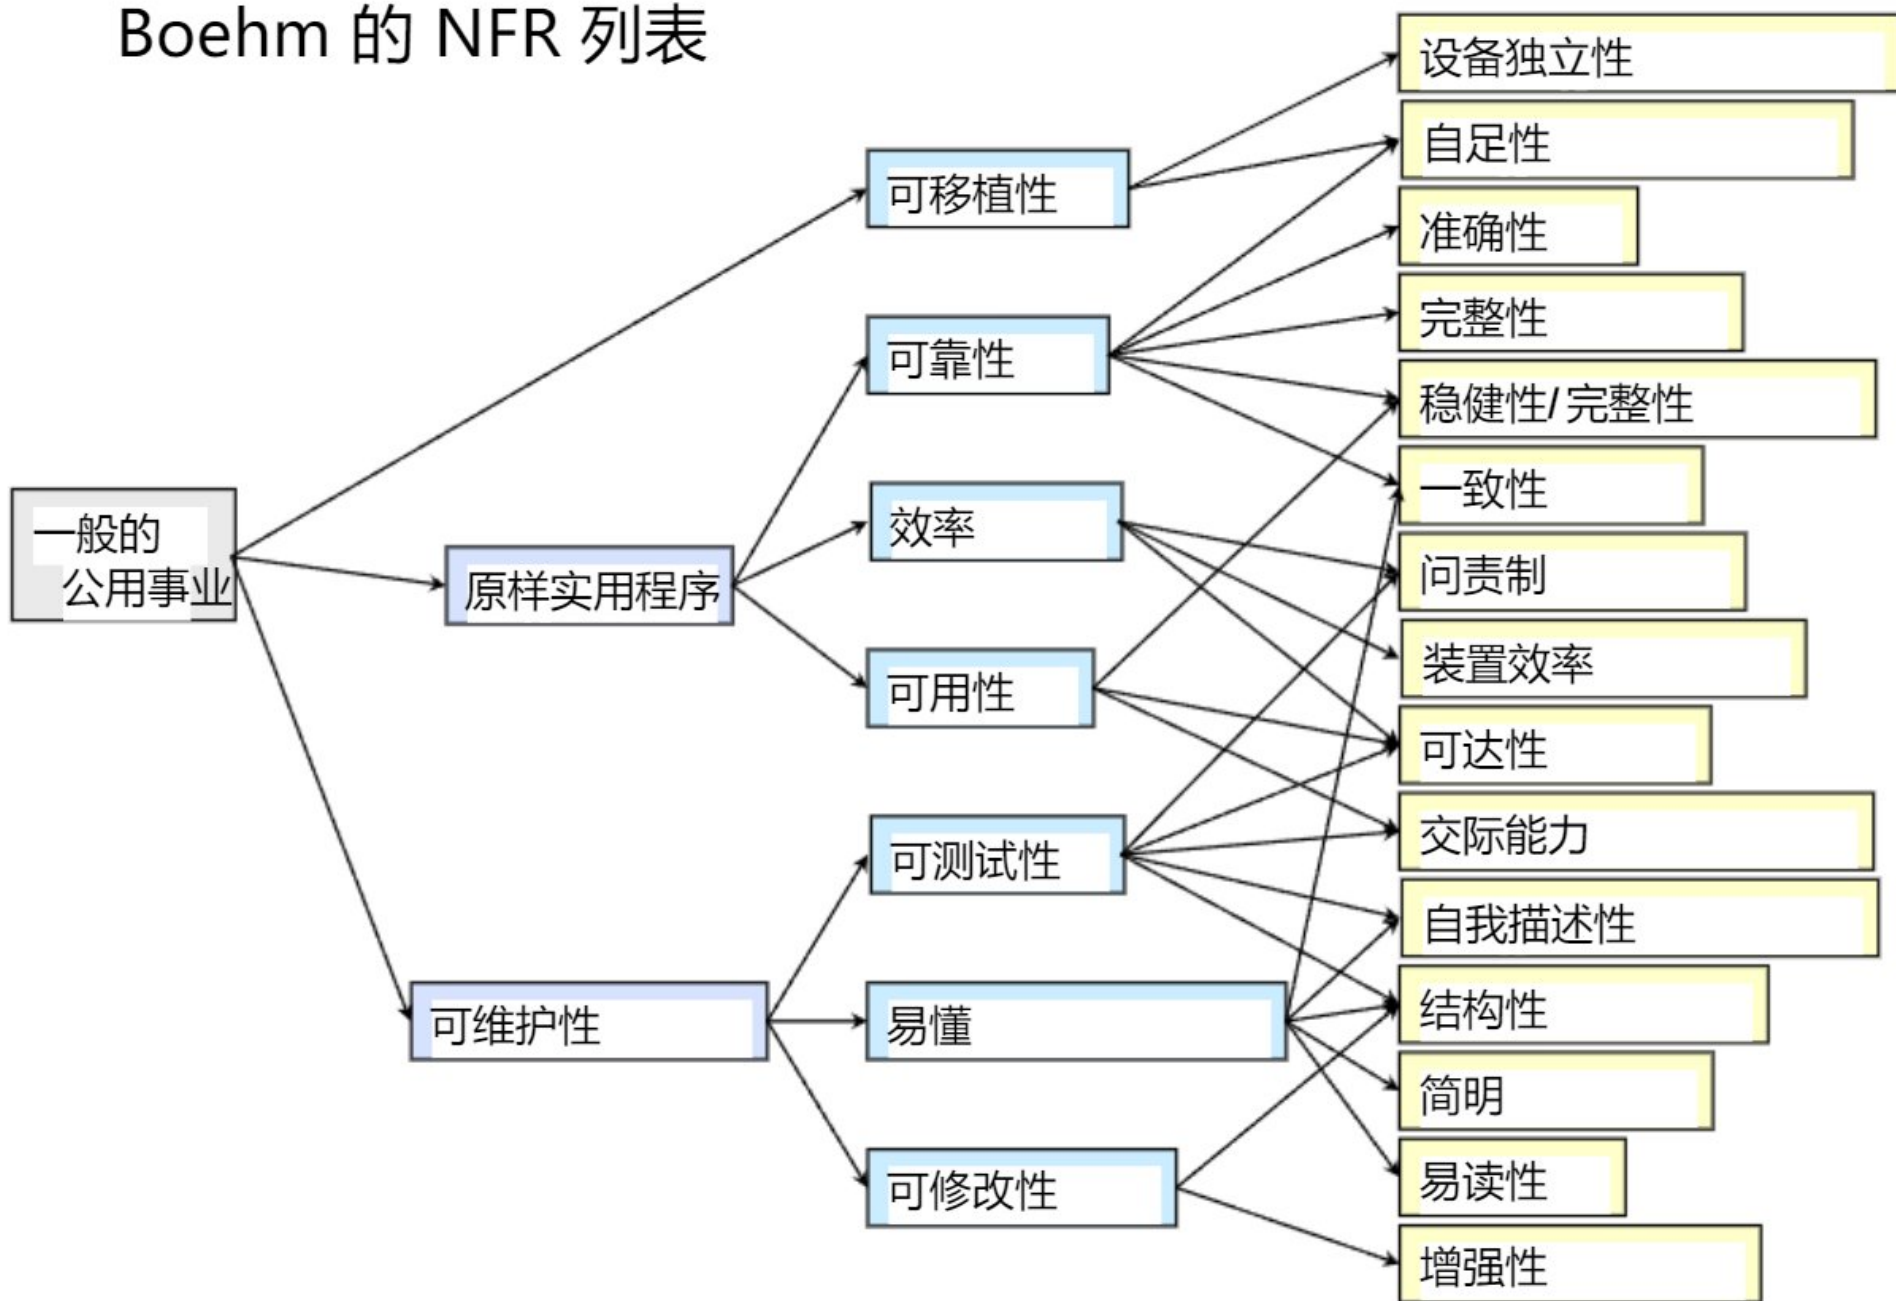 Boehm 的 NFR 列表
一般的
公用事业
原样实用程序
可维护性
可移植性
可靠性
效率
可用性
可测试性
易懂
可修改性
设备独立性
自足性
准确性
完整性
稳健性/ 完整性
一致性
问责制
装置效率
可达性
交际能力
自我描述性
结构性
简明
易读性
增强性